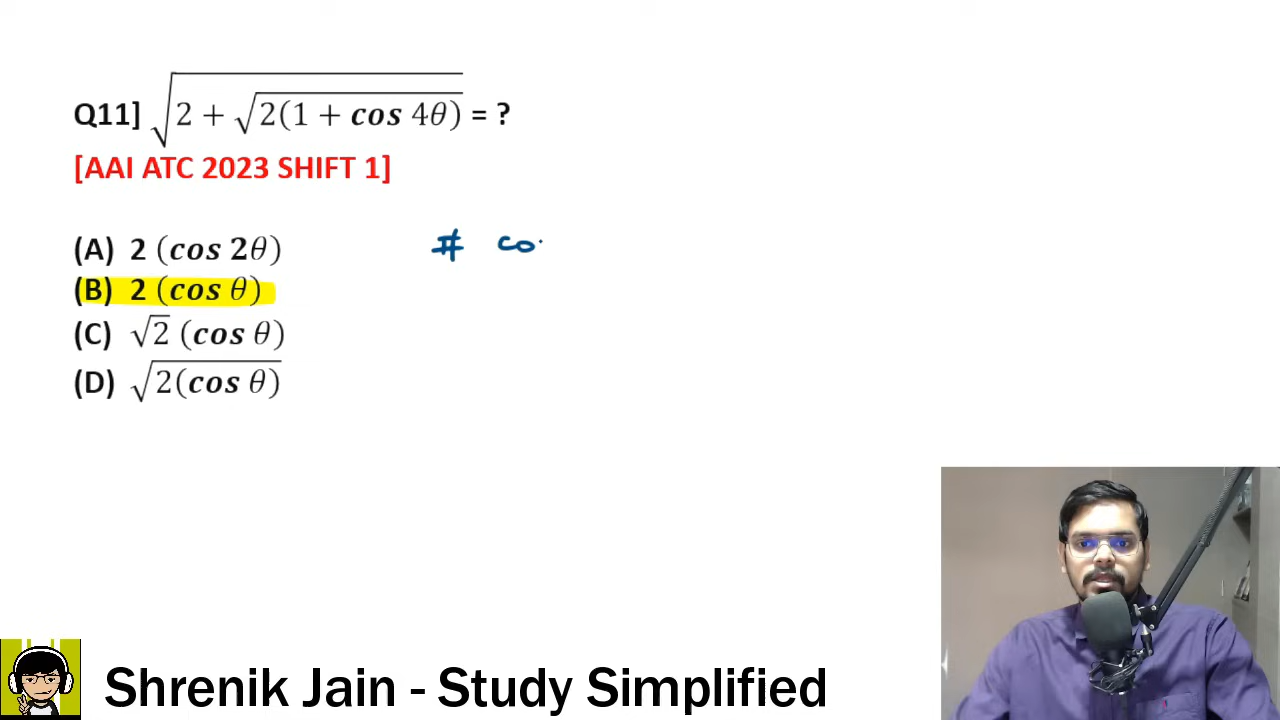 Q11] √(2 + √(2(1 + cos 4θ))) = ?
[AAI ATC 2023 SHIFT 1]
(A) 2 (cos 2θ)
# co
(B) 2 (cos θ)
(C) √2 (cos θ)
(D) √(2(cos θ))
Shrenik Jain - Study Simplified